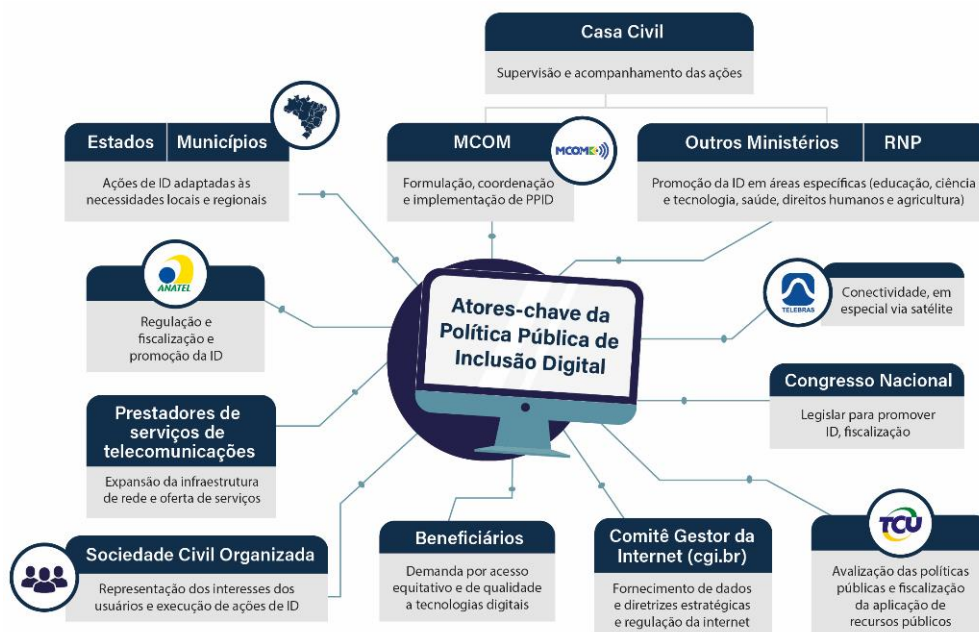 Casa Civil
Supervisão e acompanhamento das ações
Estados | Municípios
Ações de ID adaptadas às
necessidades locais e regionais
MCOM
MCOM
Formulação, coordenação
e implementação de PPID
Outros Ministérios | RNP
Promoção da ID em áreas específicas (educação, ciência
e tecnologia, saúde, direitos humanos e agricultura)
ANATEL
Regulação e
fiscalização e
promoção da ID
Atores-chave da
Política Pública de
Inclusão Digital
TELEBRAS
Conectividade, em
especial via satélite
Prestadores de
serviços de
telecomunicações
Expansão da infraestrutura
de rede e oferta de serviços
Congresso Nacional
Legislar para promover
ID, fiscalização
Sociedade Civil Organizada
Representação dos interesses dos
usuários e execução de ações de ID
Beneficiários
Demanda por acesso
equitativo e de qualidade
a tecnologias digitais
Comitê Gestor da
Internet (cgi.br)
Fornecimento de dados
e diretrizes estratégicas
e regulação da internet
TCU
Avalização das políticas
públicas e fiscalização
da aplicação de
recursos públicos